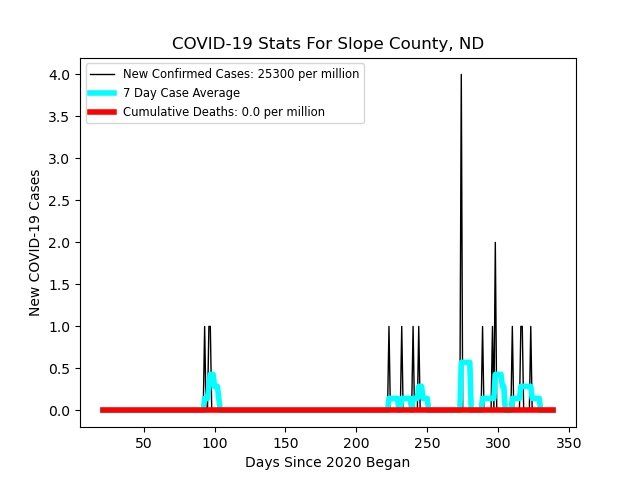 COVID-19 Stats For Slope County, ND
New Confirmed Cases: 25300 per million
7 Day Case Average
Cumulative Deaths: 0.0 per million
New COVID-19 Cases
4.0
3.5
3.0
2.5
2.0
1.5
1.0
0.5
0.0
50 100 150 200 250 300 350
Days Since 2020 Began